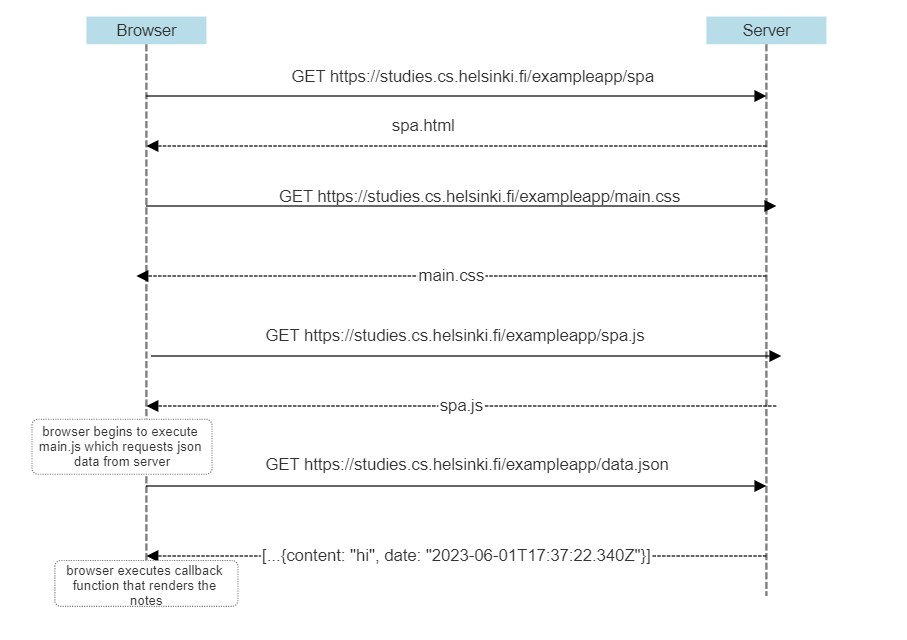 Browser
Server
GET https://studies.cs.helsinki.fi/exampleapp/spa
spa.html
GET https://studies.cs.helsinki.fi/exampleapp/main.css
main.css
GET https://studies.cs.helsinki.fi/exampleapp/spa.js
spa.js
browser begins to execute
main.js which requests json
data from server
GET https://studies.cs.helsinki.fi/exampleapp/data.json
[...{content: "hi", date: "2023-06-01T17:37:22.340Z"}]
browser executes callback
function that renders the
notes